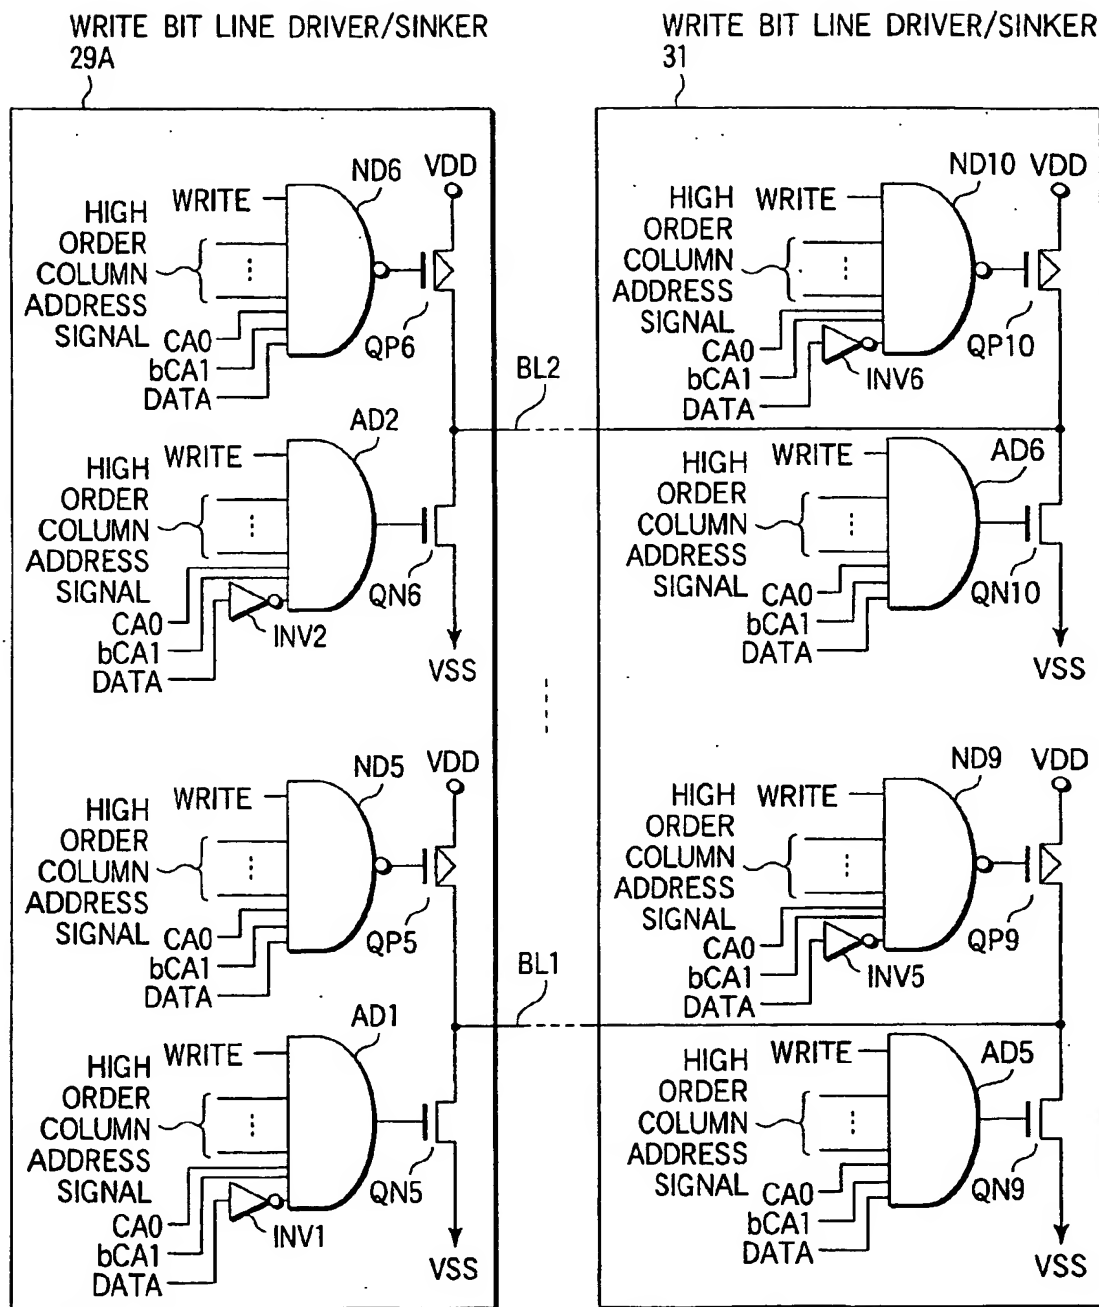 WRITE BIT LINE DRIVER/SINKER
29A
ND6
VDD
WRITE
HIGH
ORDER
COLUMN
ADDRESS
SIGNAL
CA0
bCA1
DATA
QP6
BL2
AD2
WRITE
HIGH
ORDER
COLUMN
ADDRESS
SIGNAL
CA0
bCA1
DATA
INV2
QN6
VSS
ND5
VDD
WRITE
HIGH
ORDER
COLUMN
ADDRESS
SIGNAL
CA0
bCA1
DATA
QP5
BL1
AD1
WRITE
HIGH
ORDER
COLUMN
ADDRESS
SIGNAL
CA0
bCA1
DATA
INV1
QN5
VSS
WRITE BIT LINE DRIVER/SINKER
31
ND10
VDD
WRITE
HIGH
ORDER
COLUMN
ADDRESS
SIGNAL
CA0
bCA1
DATA
INV6
QP10
AD6
WRITE
HIGH
ORDER
COLUMN
ADDRESS
SIGNAL
CA0
bCA1
DATA
QN10
VSS
ND9
VDD
WRITE
HIGH
ORDER
COLUMN
ADDRESS
SIGNAL
CA0
bCA1
DATA
INV5
QP9
AD5
WRITE
HIGH
ORDER
COLUMN
ADDRESS
SIGNAL
CA0
bCA1
DATA
QN9
VSS